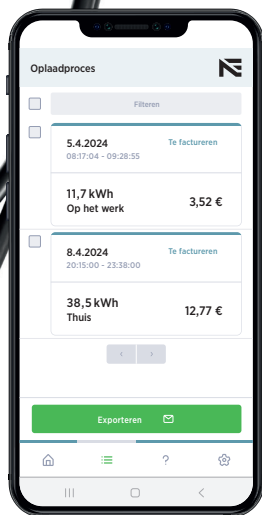 Oplaadproces
Filteren
5.4.2024 Te factureren
08:17:04 - 09:28:55
11,7 kWh
Op het werk 3,52 €
8.4.2024 Te factureren
20:15:00 - 23:38:00
38,5 kWh
Thuis 12,77 €
Exporteren